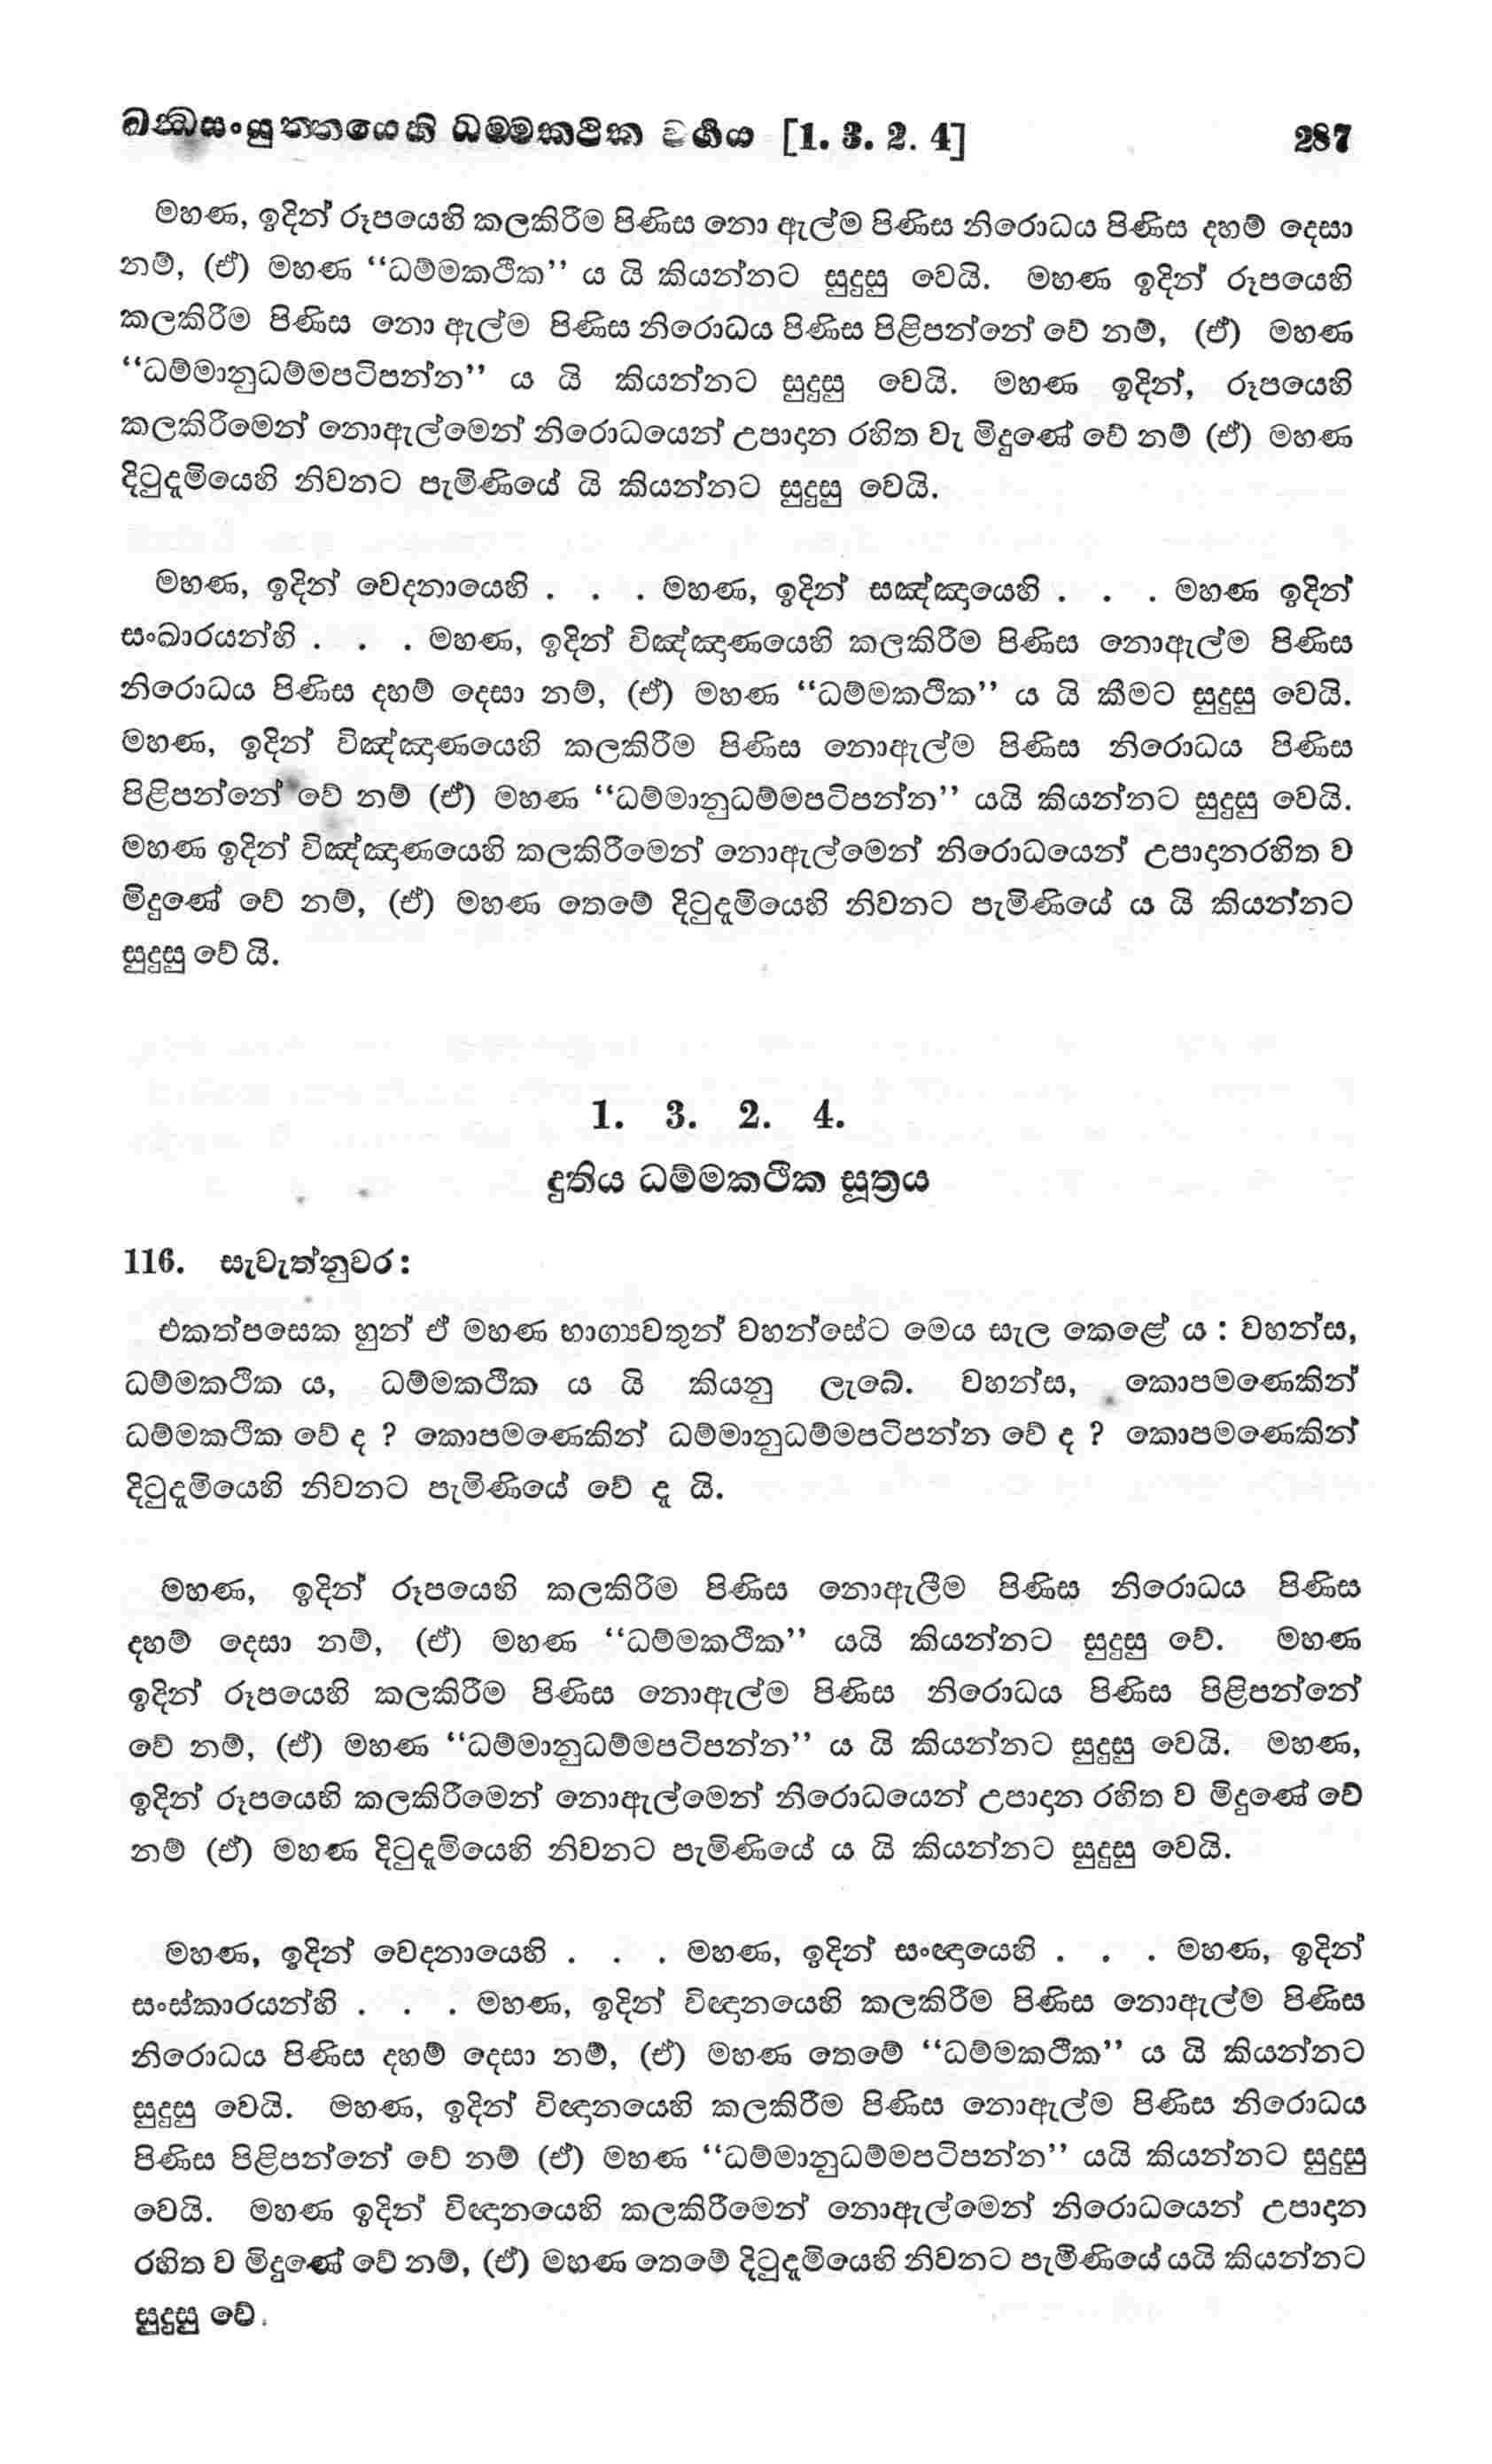 ඛන්ධසංයුත්තයෙහි ධම්මකථික වර්ගය [1. 3. 2. 4] 287
මහණ, ඉදින් රූපයෙහි කලකිරීම පිණිස නො ඇල්ම පිණිස නිරොධය පිණිස දහම් දෙසා
නම්, (ඒ) මහණ “ධම්මකථික” ය යි කියන්නට සුදුසු වෙයි. මහණ ඉදින් රූපයෙහි
කලකිරීම පිණිස නො ඇල්ම පිණිස නිරොධය පිණිස පිළිපන්නේ වේ නම්, (ඒ) මහණ
“ධම්මානුධම්මපටිපන්න” ය යි කියන්නට සුදුසු වෙයි. මහණ ඉදින්, රූපයෙහි
කලකිරීමෙන් නොඇල්මෙන් නිරොධයෙන් උපාදාන රහිත වැ මිදුණේ වේ නම් (ඒ) මහණ
දිටුදැමියෙහි නිවනට පැමිණියේ යි කියන්නට සුදුසු වෙයි.
මහණ, ඉදින් වෙදනායෙහි . . . මහණ, ඉදින් සඤ්ඤායෙහි . . . මහණ ඉදින්
සංඛාරයන්හි . . . මහණ, ඉදින් විඤ්ඤාණයෙහි කලකිරීම පිණිස නොඇල්ම පිණිස
නිරොධය පිණිස දහම් දෙසා නම්, (ඒ) මහණ “ධම්මකථික” ය යි කීමට සුදුසු වෙයි.
මහණ, ඉදින් විඤ්ඤාණයෙහි කලකිරීම පිණිස නොඇල්ම පිණිස නිරොධය පිණිස
පිළිපන්නේ වේ නම් (ඒ) මහණ “ධම්මානුධම්මපටිපන්න” යයි කියන්නට සුදුසු වෙයි.
මහණ ඉදින් විඤ්ඤාණයෙහි කලකිරීමෙන් නොඇල්මෙන් නිරොධයෙන් උපාදානරහිත ව
මිදුණේ වේ නම්, (ඒ) මහණ තෙමේ දිටුදැමියෙහි නිවනට පැමිණියේ ය යි කියන්නට
සුදුසු වේ යි.
1. 3. 2. 4.
දුතිය ධම්මකථික සූත්‍රය
116. සැවැත්නුවර:
එකත්පසෙක හුන් ඒ මහණ භාග්‍යවතුන් වහන්සේට මෙය සැල කෙළේ ය : වහන්ස,
ධම්මකථික ය, ධම්මකථික ය යි කියනු ලැබේ. වහන්ස, කොපමණෙකින්
ධම්මකථික වේ ද ? කොපමණෙකින් ධම්මානුධම්මපටිපන්න වේ ද ? කොපමණෙකින්
දිටුදැමියෙහි නිවනට පැමිණියේ වේ ද යි.
මහණ, ඉදින් රූපයෙහි කලකිරීම පිණිස නොඇලීම පිණිස නිරොධය පිණිස
දහම් දෙසා නම්, (ඒ) මහණ “ධම්මකථික” යයි කියන්නට සුදුසු වේ. මහණ
ඉදින් රූපයෙහි කලකිරීම පිණිස නොඇල්ම පිණිස නිරොධය පිණිස පිළිපන්නේ
වේ නම්, (ඒ) මහණ “ධම්මානුධම්මපටිපන්න” ය යි කියන්නට සුදුසු වෙයි. මහණ,
ඉදින් රූපයෙහි කලකිරීමෙන් නොඇල්මෙන් නිරොධයෙන් උපාදාන රහිත ව මිදුණේ වේ
නම් (ඒ) මහණ දිටුදැමියෙහි නිවනට පැමිණියේ ය යි කියන්නට සුදුසු වෙයි.
මහණ, ඉදින් වෙදනායෙහි . . . මහණ, ඉදින් සංඥායෙහි . . . මහණ, ඉදින්
සංස්කාරයන්හි . . . මහණ, ඉදින් විඥානයෙහි කලකිරීම පිණිස නොඇල්ම පිණිස
නිරොධය පිණිස දහම් දෙසා නම්, (ඒ) මහණ තෙමේ “ධම්මකථික” ය යි කියන්නට
සුදුසු වෙයි. මහණ, ඉදින් විඥානයෙහි කලකිරීම පිණිස නොඇල්ම පිණිස නිරොධය
පිණිස පිළිපන්නේ වේ නම් (ඒ) මහණ “ධම්මානුධම්මපටිපන්න” යයි කියන්නට සුදුසු
වෙයි. මහණ ඉදින් විඥානයෙහි කලකිරීමෙන් නොඇල්මෙන් නිරොධයෙන් උපාදාන
රහිත ව මිදුණේ වේ නම්, (ඒ) මහණ තෙමේ දිටුදැමියෙහි නිවනට පැමිණියේ යයි කියන්නට
සුදුසු වේ.